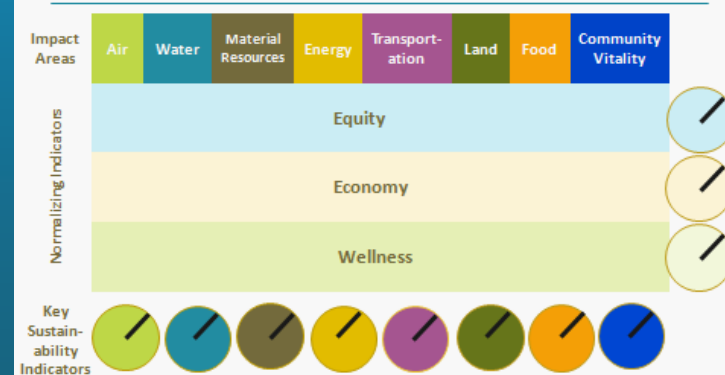 Impact
Areas
Air
Water
Material
Resources
Energy
Transport-
ation
Land
Food
Community
Vitality
Normalizing Indicators
Equity
Economy
Wellness
Key
Sustain-
ability
Indicators